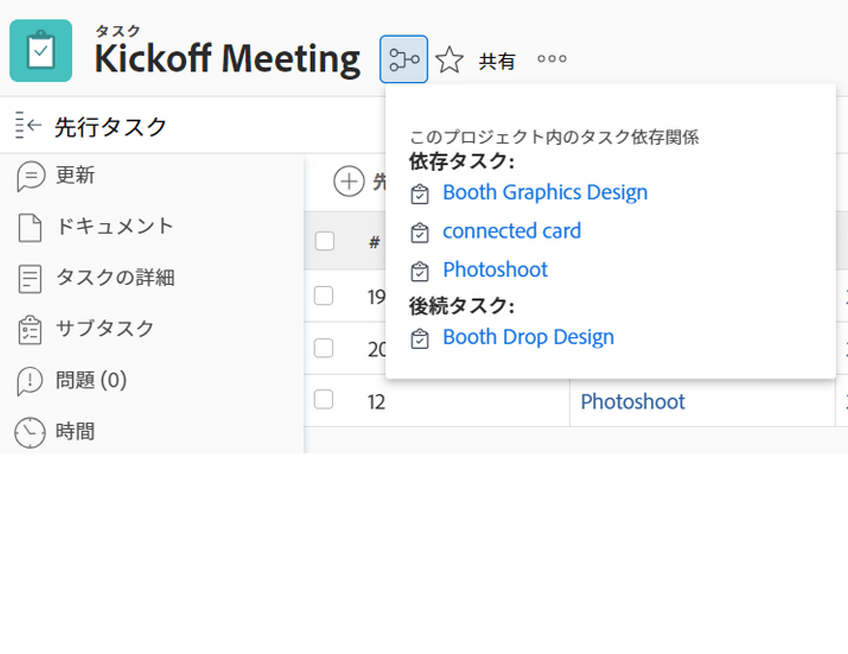 タスク
Kickoff Meeting
共有
先行タスク
更新
ドキュメント
タスクの詳細
サブタスク
問題 (0)
時間
このプロジェクト内のタスク依存関係
依存タスク:
Booth Graphics Design
connected card
Photoshoot
後続タスク:
Booth Drop Design
#
19
20
12 Photoshoot